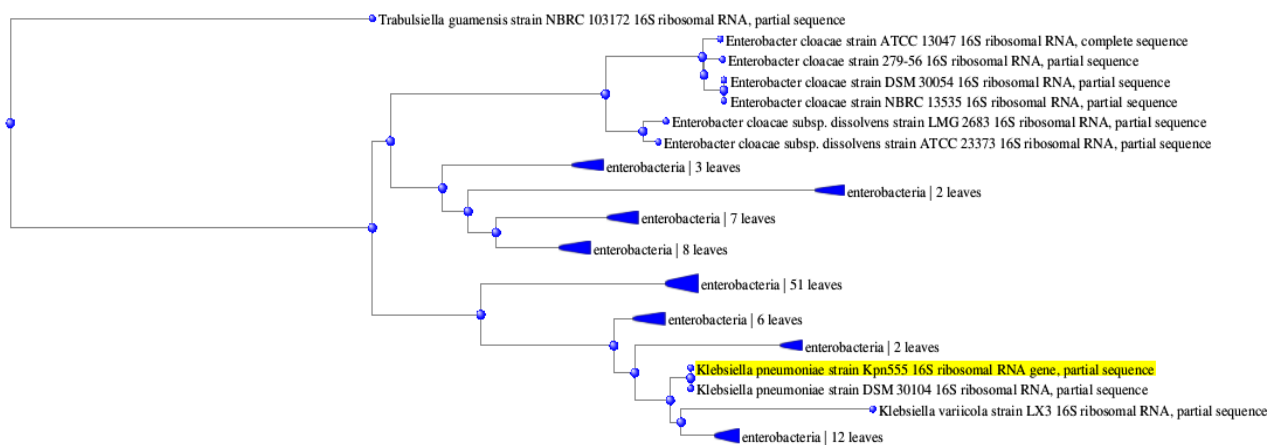 Trabulsiella guamensis strain NBRC 103172 16S ribosomal RNA, partial sequence
Enterobacter cloacae strain ATCC 13047 16S ribosomal RNA, complete sequence
Enterobacter cloacae strain 279-56 16S ribosomal RNA, partial sequence
Enterobacter cloacae strain DSM 30054 16S ribosomal RNA, partial sequence
Enterobacter cloacae strain NBRC 13535 16S ribosomal RNA, partial sequence
Enterobacter cloacae subsp. dissolvens strain LMG 2683 16S ribosomal RNA, partial sequence
Enterobacter cloacae subsp. dissolvens strain ATCC 23373 16S ribosomal RNA, partial sequence
enterobacteria | 3 leaves
enterobacteria | 2 leaves
enterobacteria | 7 leaves
enterobacteria | 8 leaves
enterobacteria | 51 leaves
enterobacteria | 6 leaves
enterobacteria | 2 leaves
Klebsiella pneumoniae strain Kpn555 16S ribosomal RNA gene, partial sequence
Klebsiella pneumoniae strain DSM 30104 16S ribosomal RNA, partial sequence
Klebsiella variicola strain LX3 16S ribosomal RNA, partial sequence
enterobacteria | 12 leaves